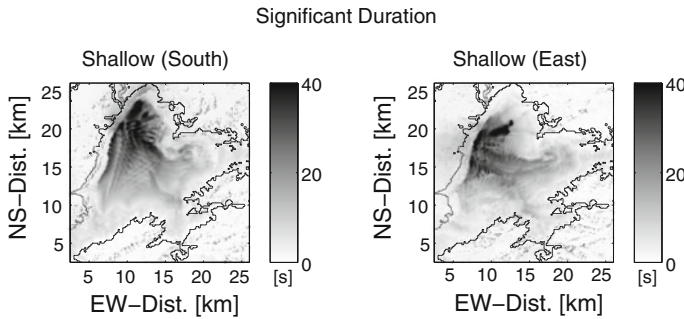 Significant Duration
Shallow (South)
Shallow (East)
NS–Dist. [km]
25
20
15
10
5
5 10 15 20 25
EW–Dist. [km]
40
20
0
[s]
NS–Dist. [km]
25
20
15
10
5
5 10 15 20 25
EW–Dist. [km]
40
20
0
[s]